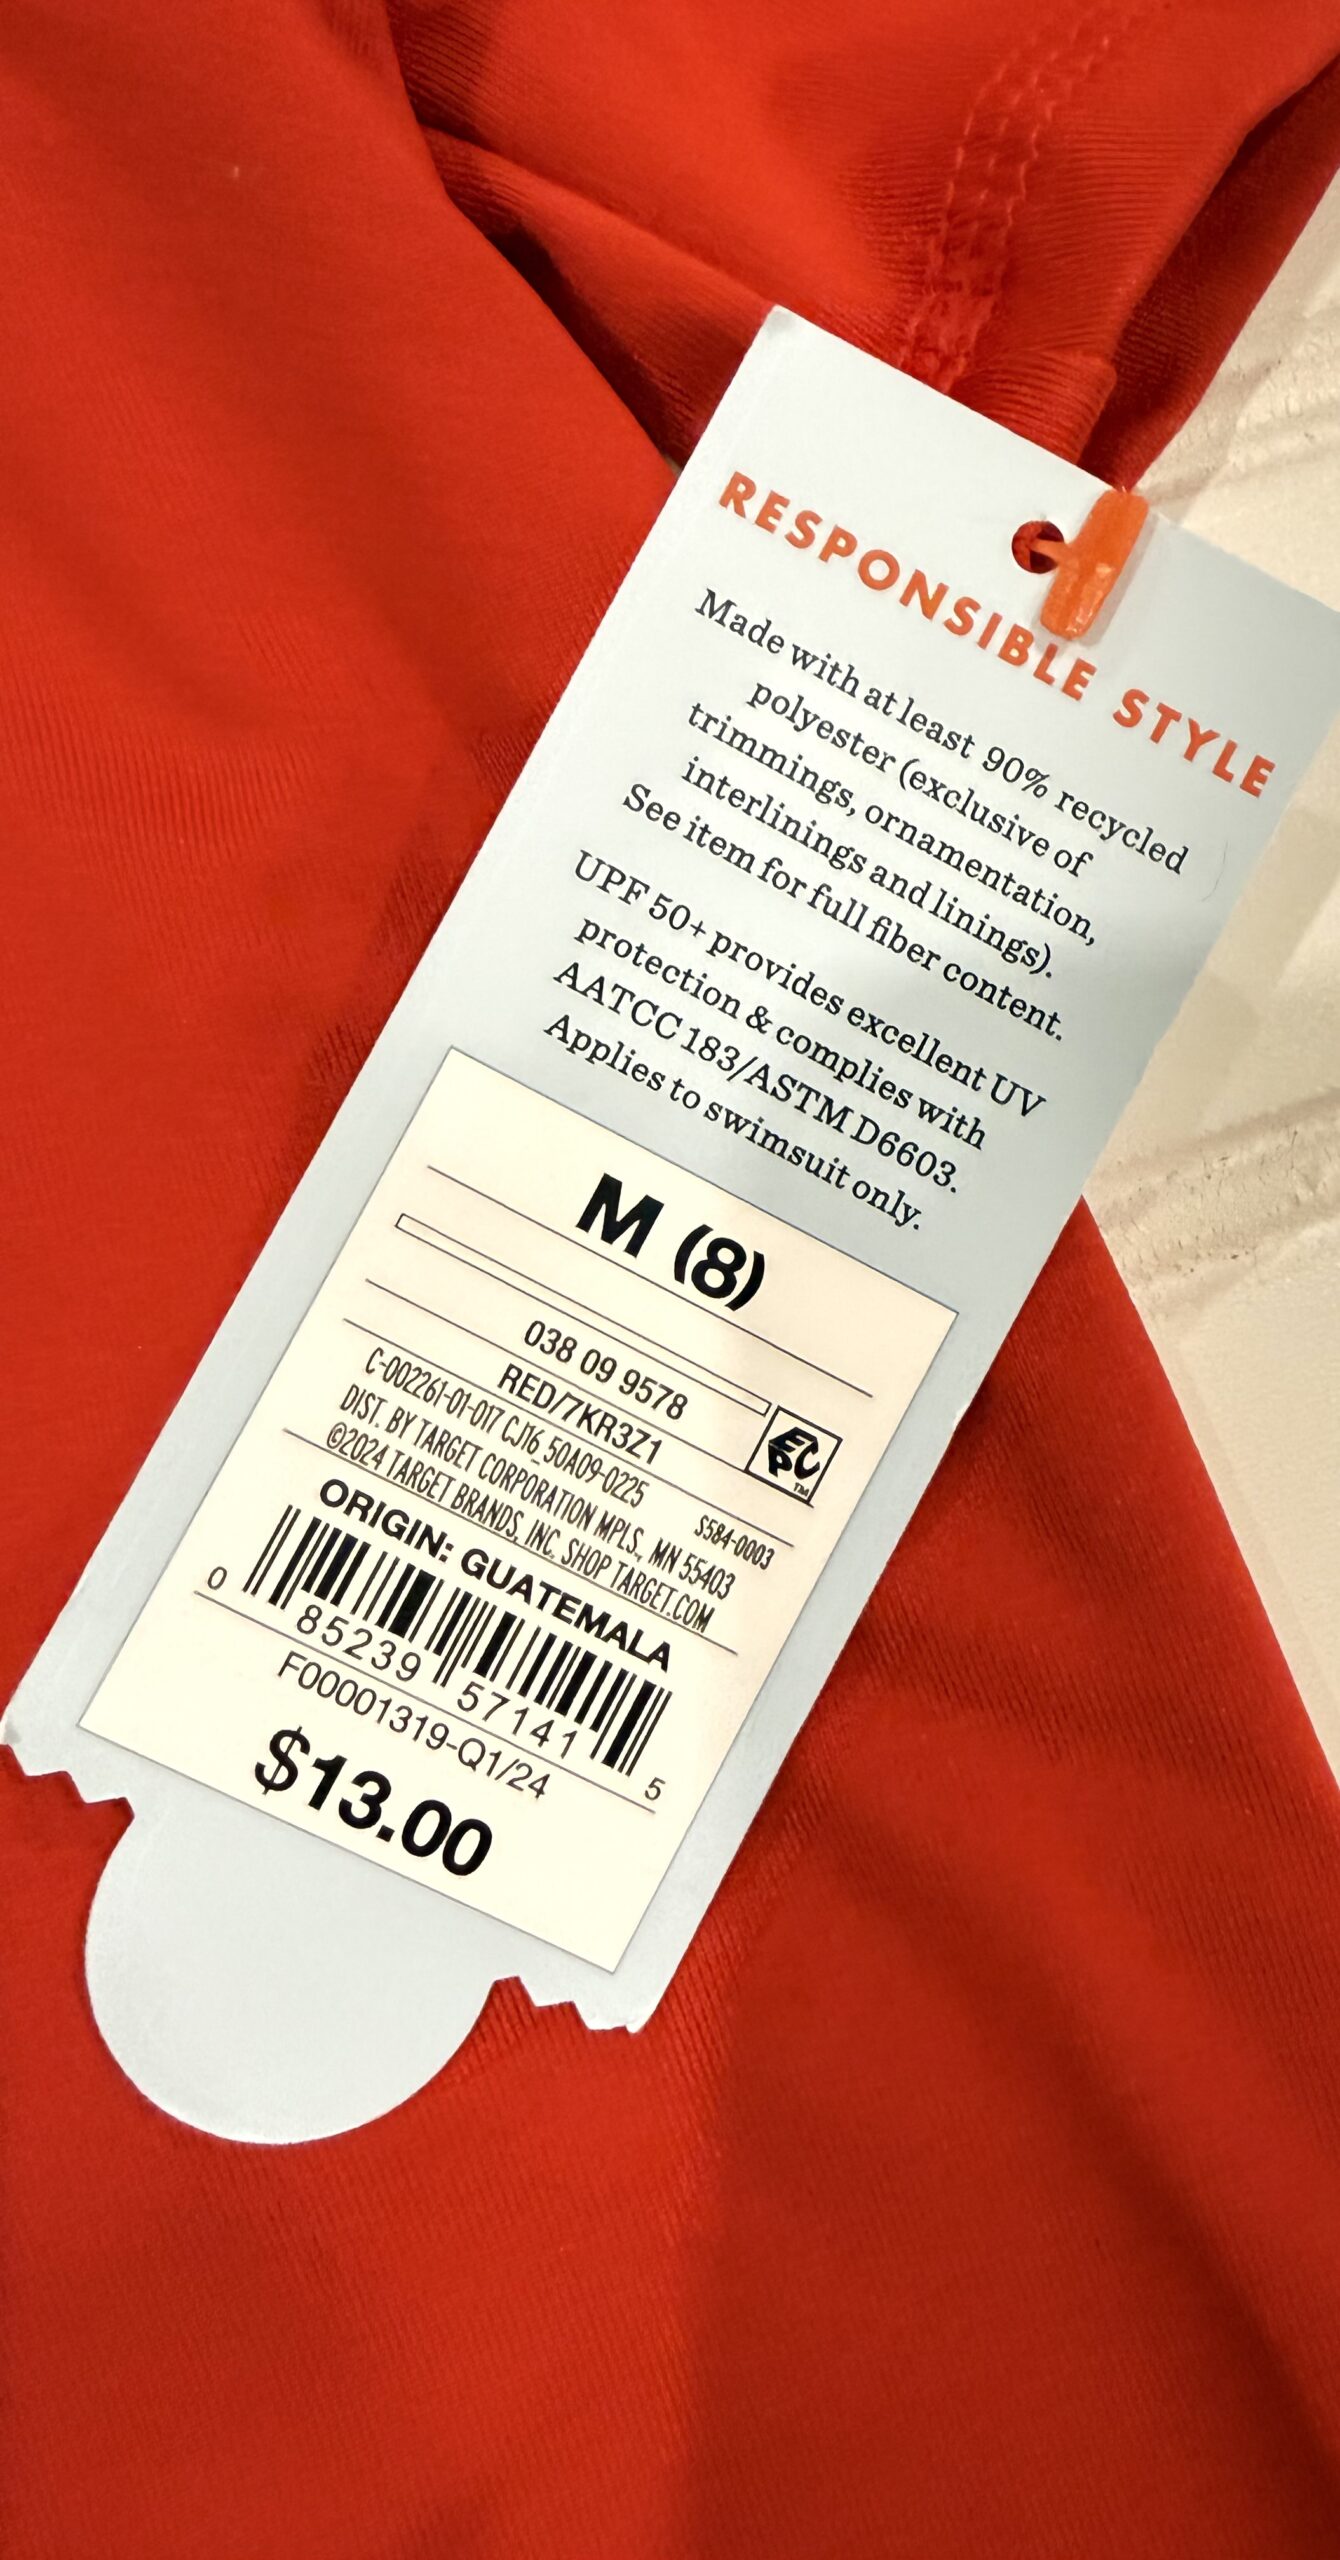 RESPONSIBLE STYLE
Made with at least 90% recycled
polyester (exclusive of
trimmings, ornamentation,
interlinings and linings).
See item for full fiber content.
UPF 50+ provides excellent UV
protection & complies with
AATCC 183/ASTM D6603.
Applies to swimsuit only.
M (8)
038 09 9578
RED/7KR3Z1
EPC™
C-002261-01-017 CJ16_50A09-0225
S584-0003
DIST. BY TARGET CORPORATION MPLS., MN 55403
©2024 TARGET BRANDS, INC. SHOP TARGET.COM
ORIGIN: GUATEMALA
0 85239 57141 5
F00001319-Q1/24
$13.00